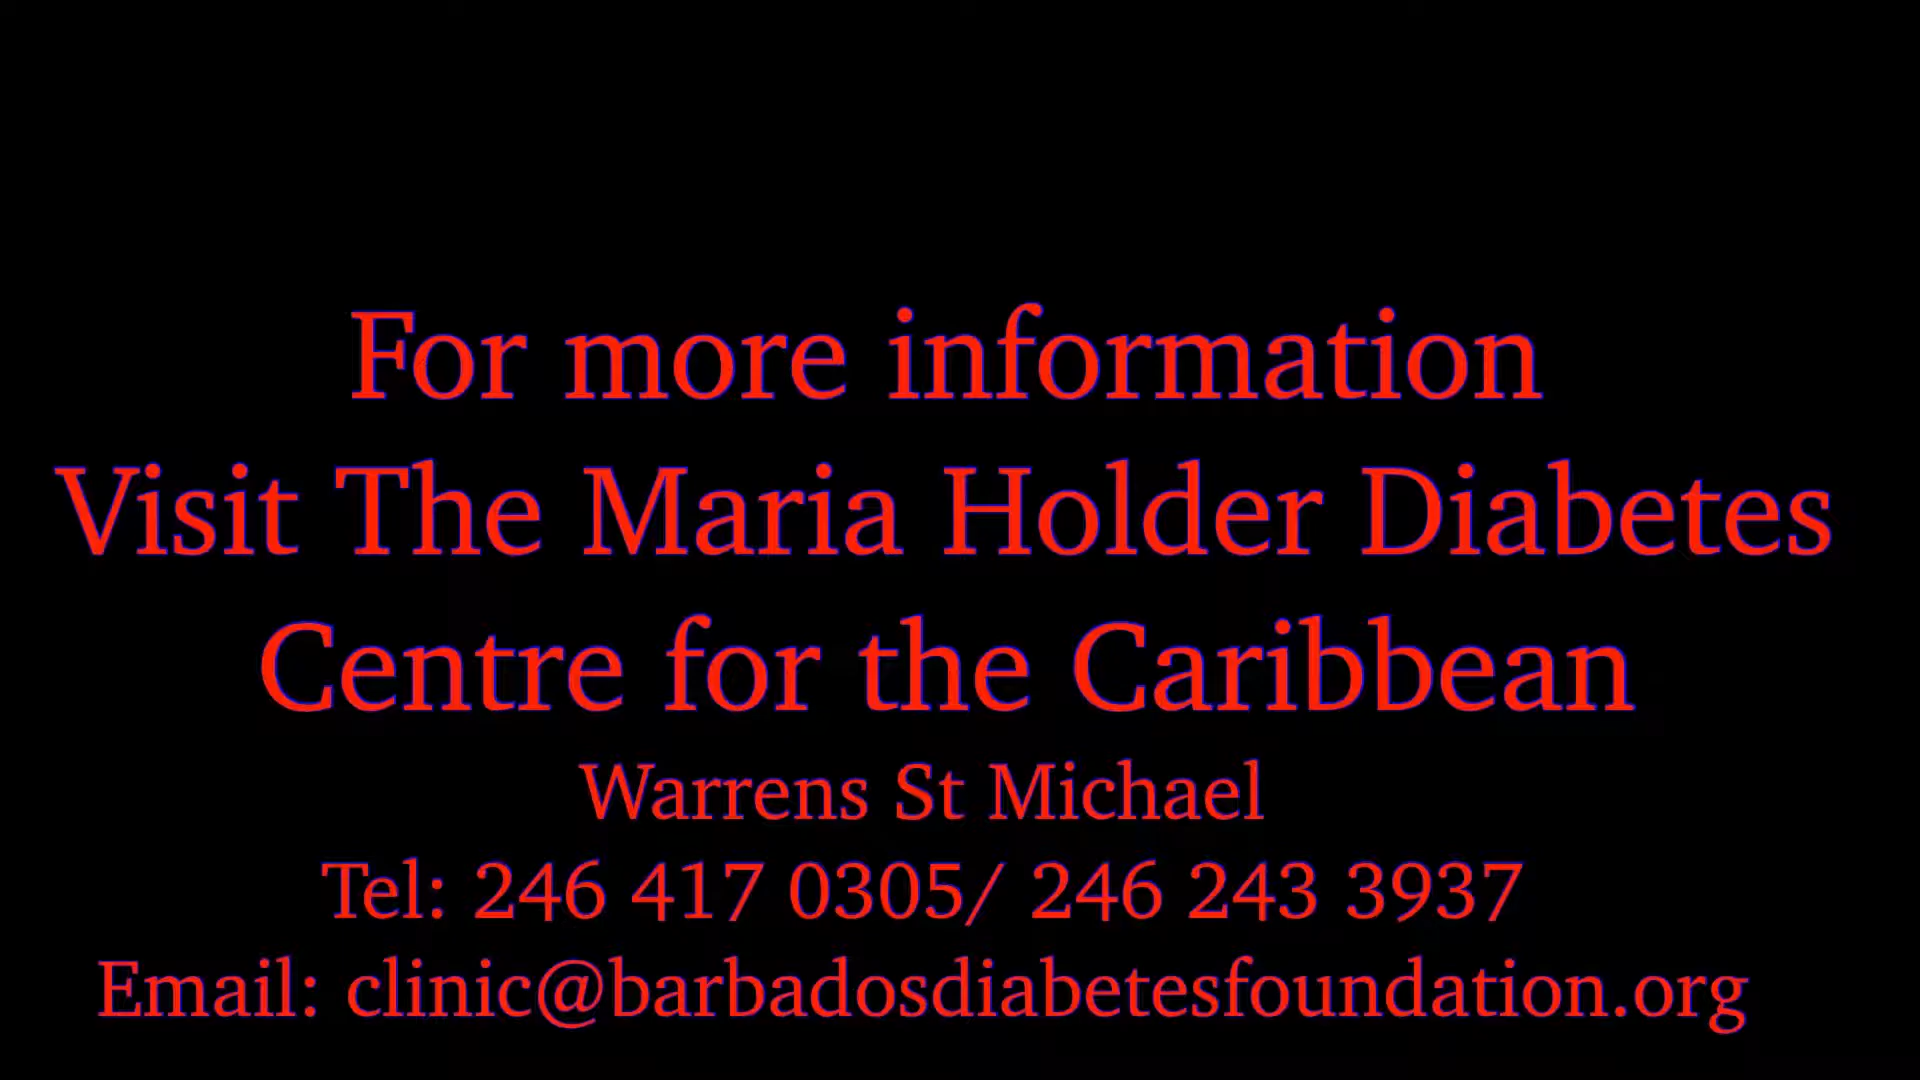 For more information
Visit The Maria Holder Diabetes
Centre for the Caribbean
Warrens St Michael
Tel: 246 417 0305/ 246 243 3937
Email: clinic@barbadosdiabetesfoundation.org